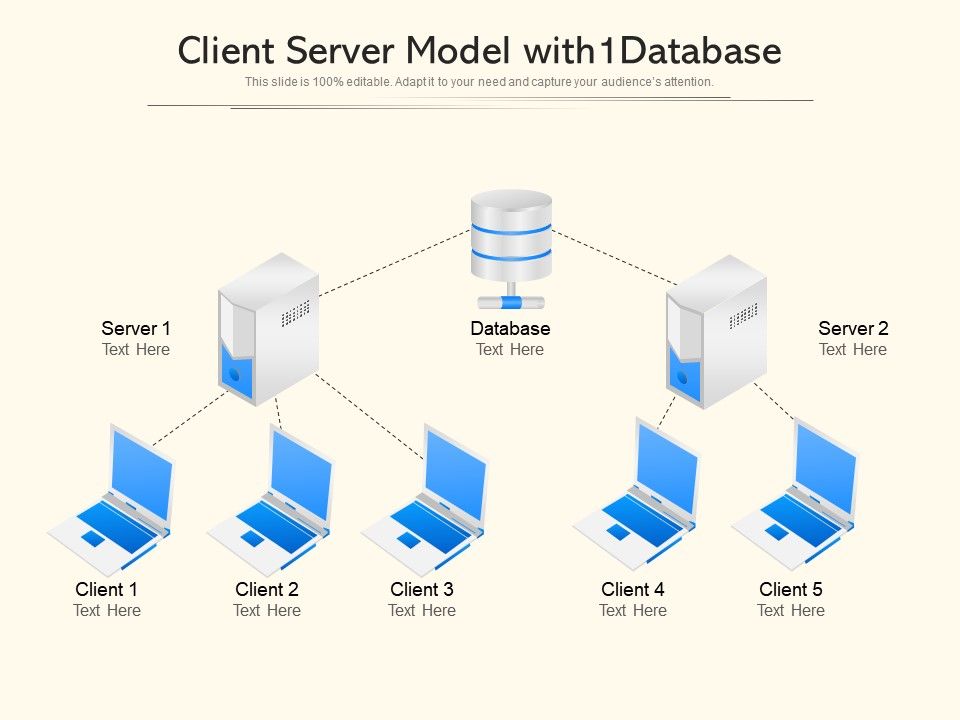 Client Server Model with1Database
This slide is 100% editable. Adapt it to your need and capture your audience's attention.
Server 1
Text Here
Database
Text Here
Server 2
Text Here
Client 1
Text Here
Client 2
Text Here
Client 3
Text Here
Client 4
Text Here
Client 5
Text Here